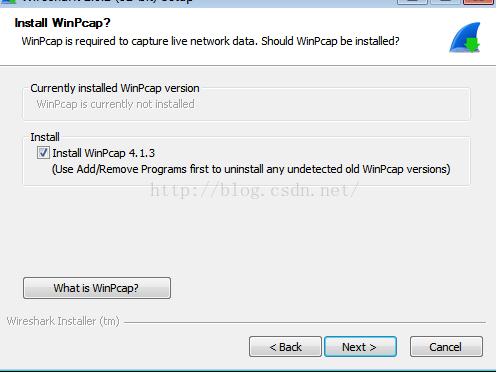 Install WinPcap?
WinPcap is required to capture live network data. Should WinPcap be installed?
Currently installed WinPcap version
WinPcap is currently not installed
Install
Install WinPcap 4.1.3
(Use Add/Remove Programs first to uninstall any undetected old WinPcap versions)
http://blog.csdn.net/
What is WinPcap?
Wireshark Installer (tm)
< Back
Next >
Cancel